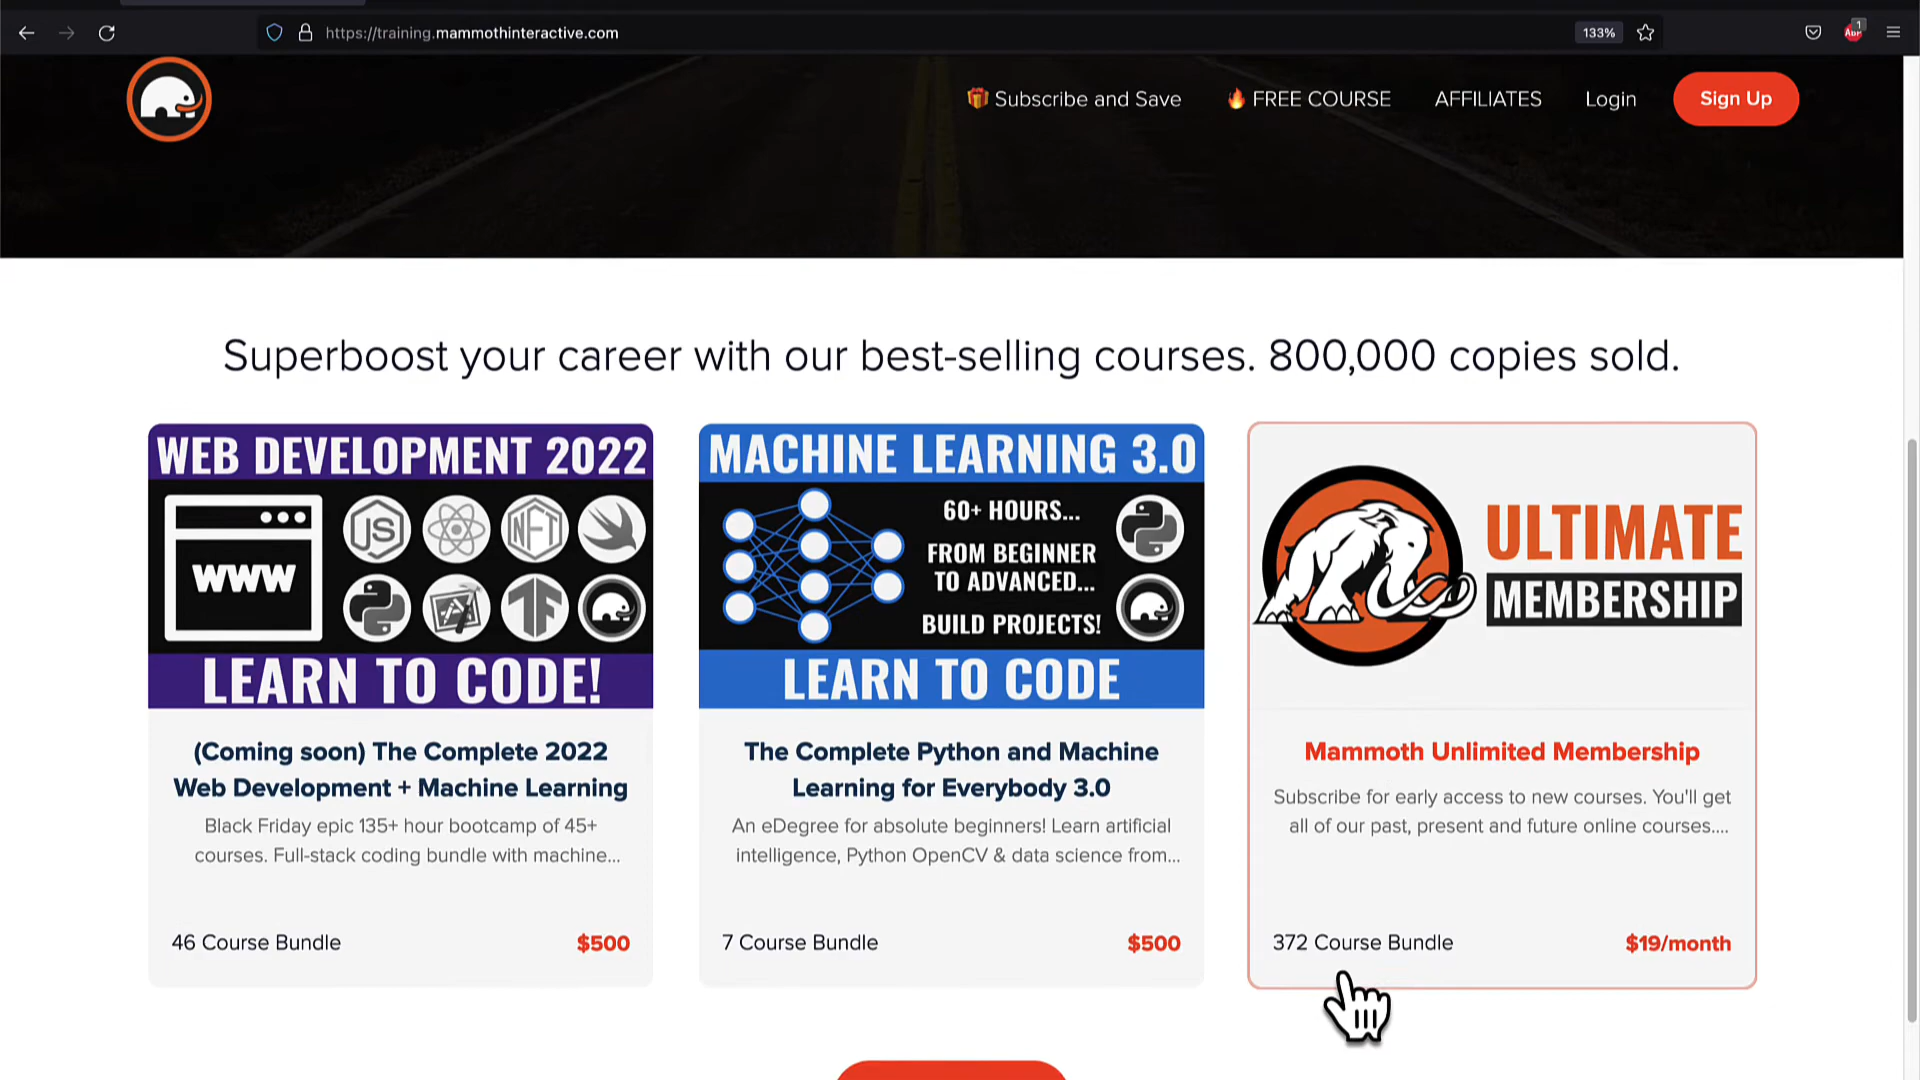 https://training.mammothinteractive.com
133%
1
ABP
Subscribe and Save
FREE COURSE
AFFILIATES
Login
Sign Up
Superboost your career with our best-selling courses. 800,000 copies sold.
WEB DEVELOPMENT 2022
WWW
JS
NFT
LEARN TO CODE!
(Coming soon) The Complete 2022
Web Development + Machine Learning
Black Friday epic 135+ hour bootcamp of 45+
courses. Full-stack coding bundle with machine...
46 Course Bundle
$500
MACHINE LEARNING 3.0
60+ HOURS...
FROM BEGINNER
TO ADVANCED...
BUILD PROJECTS!
LEARN TO CODE
The Complete Python and Machine
Learning for Everybody 3.0
An eDegree for absolute beginners! Learn artificial
intelligence, Python OpenCV & data science from...
7 Course Bundle
$500
ULTIMATE
MEMBERSHIP
Mammoth Unlimited Membership
Subscribe for early access to new courses. You'll get
all of our past, present and future online courses....
372 Course Bundle
$19/month